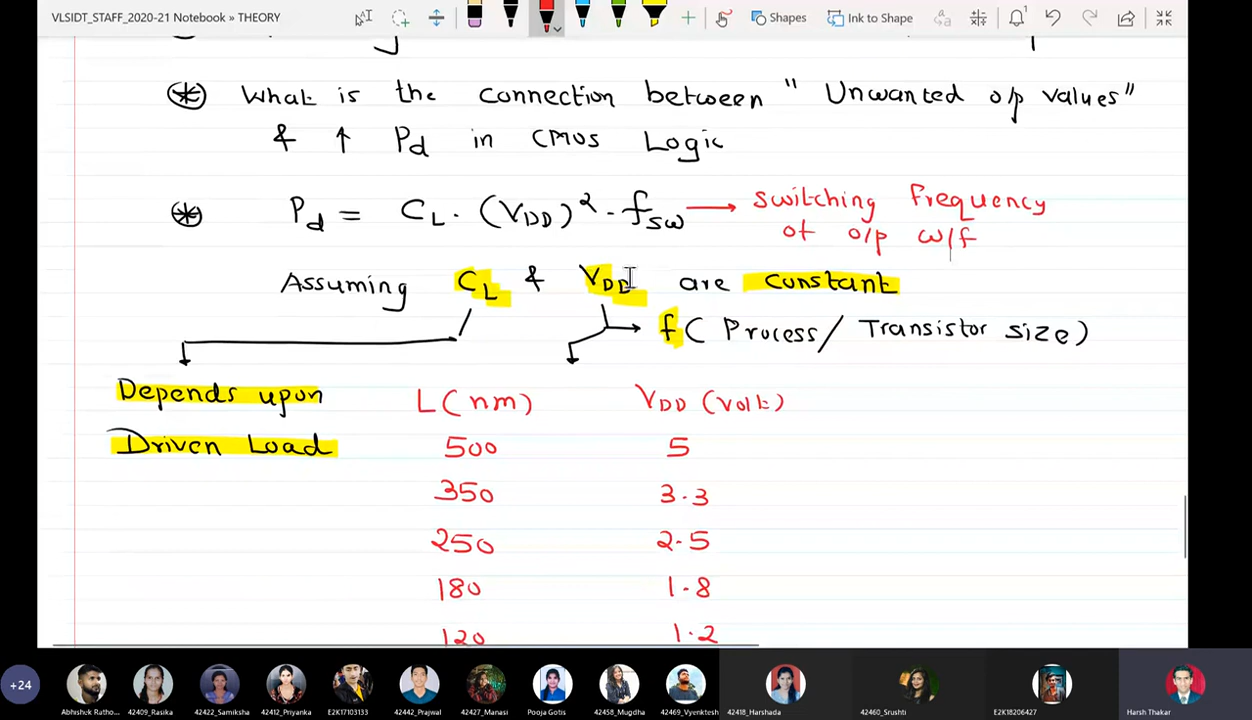 VLSIDT_STAFF_2020-21 Notebook » THEORY
Shapes
Ink to Shape
What is the connection between " Unwanted o/p values"
& ↑ Pd in CMOS Logic
Pd = CL . (VDD)² . fsw → switching frequency
of o/p w/f
Assuming CL & VDD are constant
f ( Process / Transistor size )
Depends upon L (nm) VDD (Volt)
Driven Load 500 5
350 3.3
250 2.5
180 1.8
120 1.2
+24
Abhishek Ratho...
42409_Rasika
42422_Samiksha
42412_Priyanka
E2K17103133
42442_Prajwal
42427_Manasi
Pooja Gotis
42458_Mugdha
42469_Vyenktesh
42418_Harshada
42460_Srushti
E2K18206427
Harsh Thakar